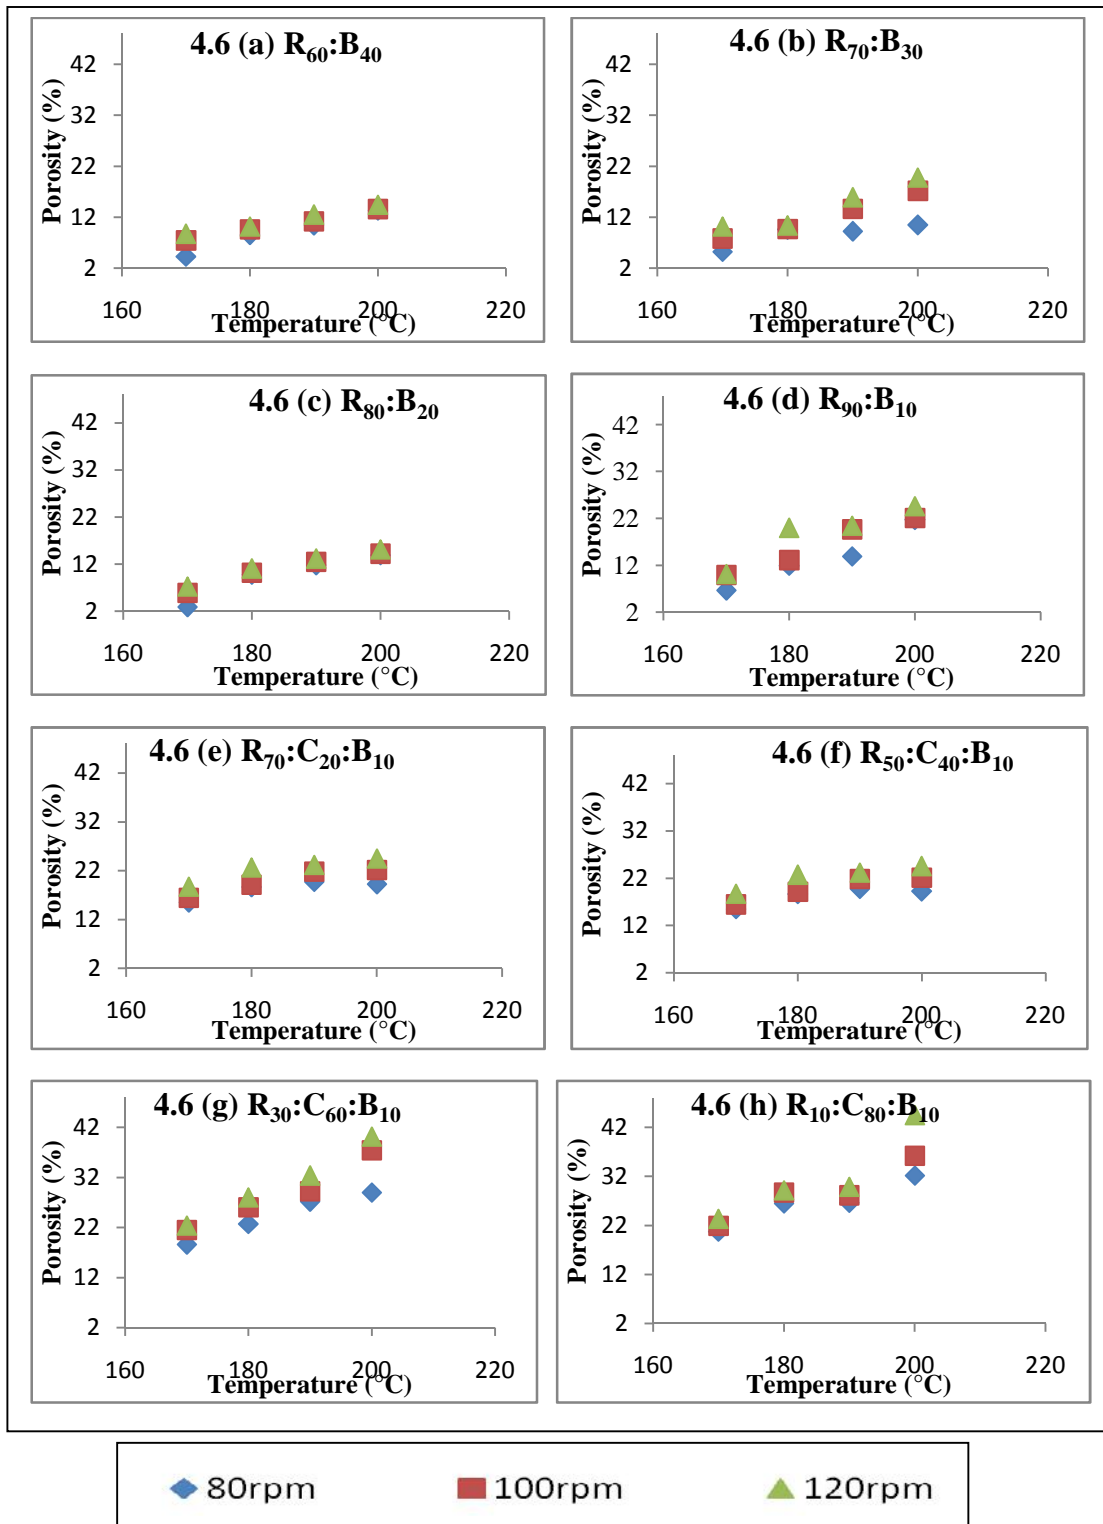 4.6 (a) R60:B40
Porosity (%)
42
32
22
12
2
160 180 200 220
Temperature (°C)
4.6 (b) R70:B30
Porosity (%)
42
32
22
12
2
160 180 200 220
Temperature (°C)
4.6 (c) R80:B20
Porosity (%)
42
32
22
12
2
160 180 200 220
Temperature (°C)
4.6 (d) R90:B10
Porosity (%)
42
32
22
12
2
160 180 200 220
Temperature (°C)
4.6 (e) R70:C20:B10
Porosity (%)
42
32
22
12
2
160 180 200 220
Temperature (°C)
4.6 (f) R50:C40:B10
Porosity (%)
42
32
22
12
2
160 180 200 220
Temperature (°C)
4.6 (g) R30:C60:B10
Porosity (%)
42
32
22
12
2
160 180 200 220
Temperature (°C)
4.6 (h) R10:C80:B10
Porosity (%)
42
32
22
12
2
160 180 200 220
Temperature (°C)
80rpm 100rpm 120rpm